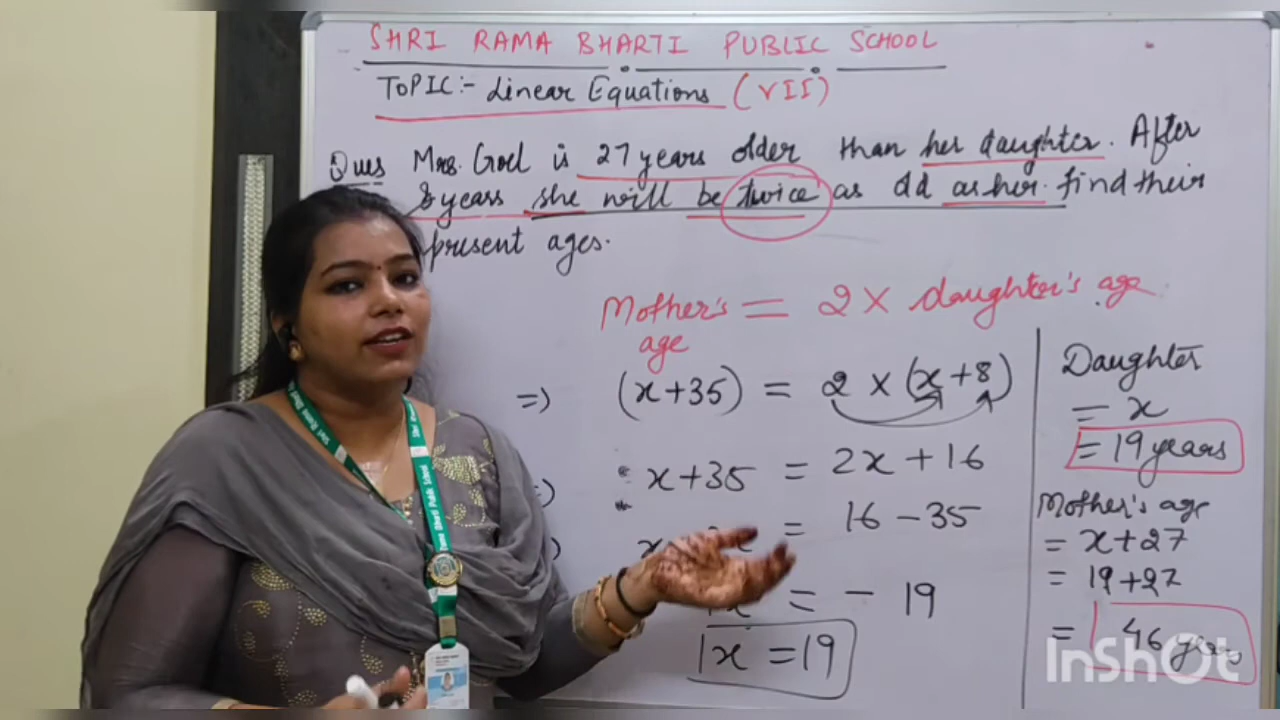 SHRI RAMA BHARTI PUBLIC SCHOOL
TOPIC:- Linear Equations (VII)
Ques Mrs. Goel is 27 years older than her daughter. After
8 years she will be twice as old as her. find their
present ages.
Mother's age = 2 × daughter's age
=> (x+35) = 2 × (x+8)
x+35 = 2x+16
= 16-35
= - 19
1x = 19
Daughter
= x
= 19 years
Mother's age
= x+27
= 19+27
= 46 years
InShOt